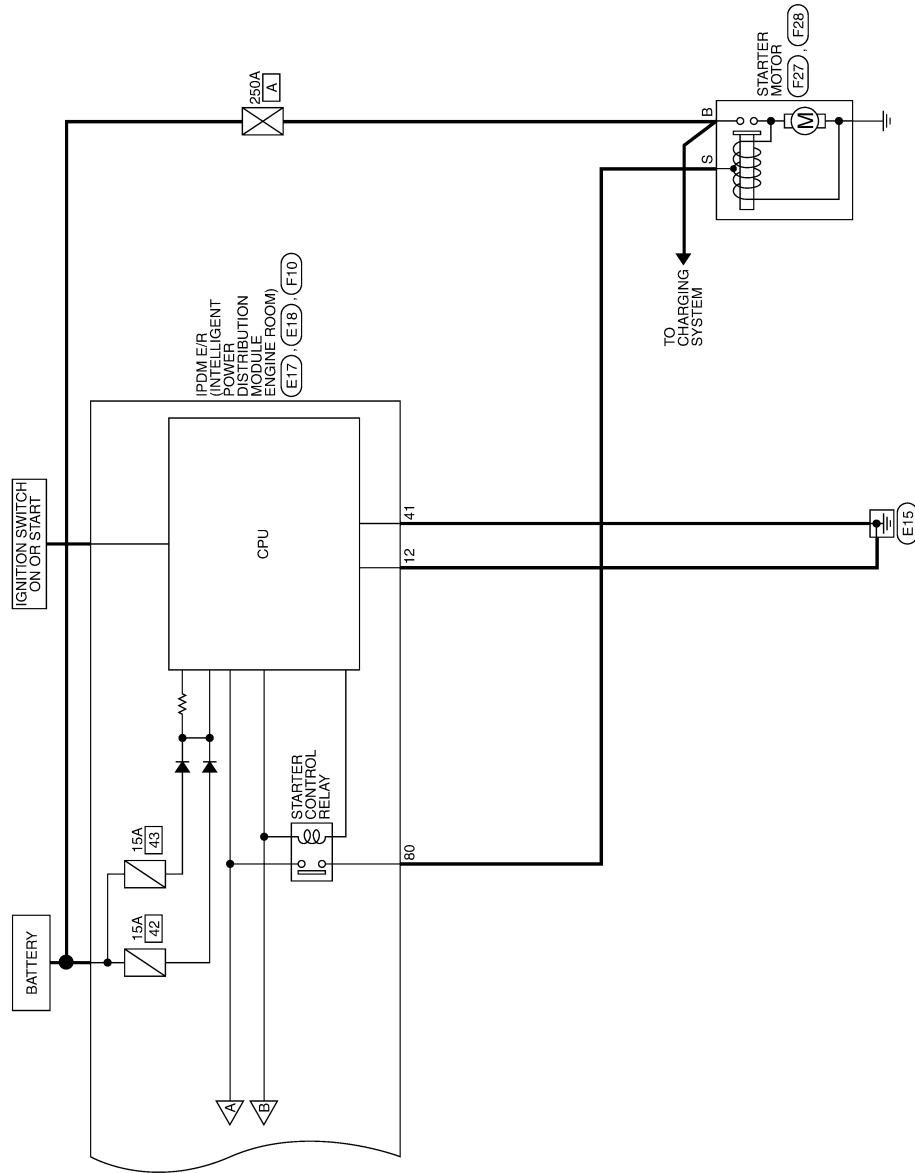 BATTERY
IGNITION SWITCH
ON OR START
250A
A
15A
42
15A
43
IPDM E/R
(INTELLIGENT
POWER
DISTRIBUTION
MODULE
ENGINE ROOM)
E17 , E18 , F10
CPU
STARTER
CONTROL
RELAY
A
B
80
12
41
TO
CHARGING
SYSTEM
S
B
STARTER
MOTOR
F27 , F28
M
E15